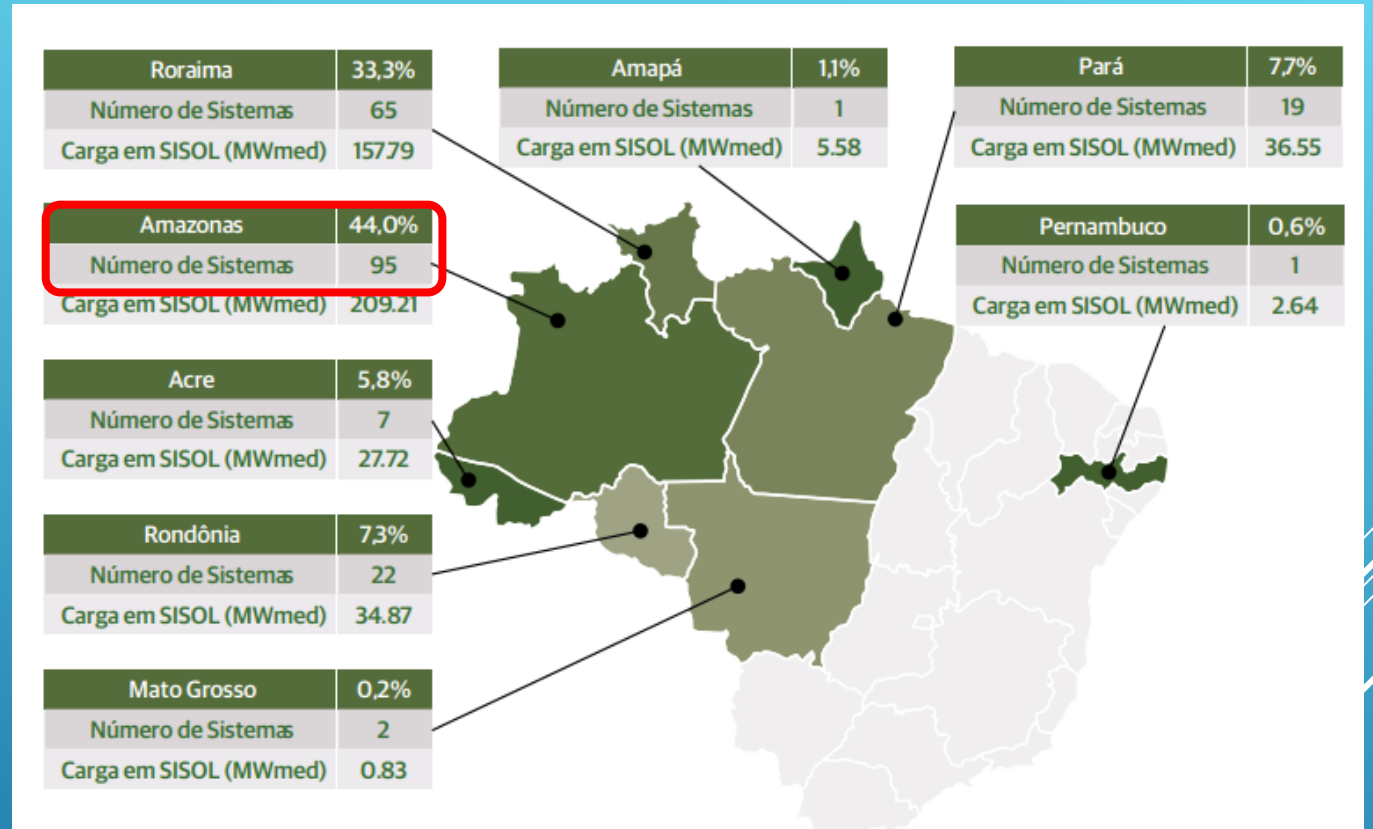 Roraima 33,3%
Número de Sistemas 65
Carga em SISOL (MWmed) 157.79
Amapá 1,1%
Número de Sistemas 1
Carga em SISOL (MWmed) 5.58
Pará 7,7%
Número de Sistemas 19
Carga em SISOL (MWmed) 36.55
Amazonas 44,0%
Número de Sistemas 95
Carga em SISOL (MWmed) 209.21
Pernambuco 0,6%
Número de Sistemas 1
Carga em SISOL (MWmed) 2.64
Acre 5,8%
Número de Sistemas 7
Carga em SISOL (MWmed) 27.72
Rondônia 7,3%
Número de Sistemas 22
Carga em SISOL (MWmed) 34.87
Mato Grosso 0,2%
Número de Sistemas 2
Carga em SISOL (MWmed) 0.83